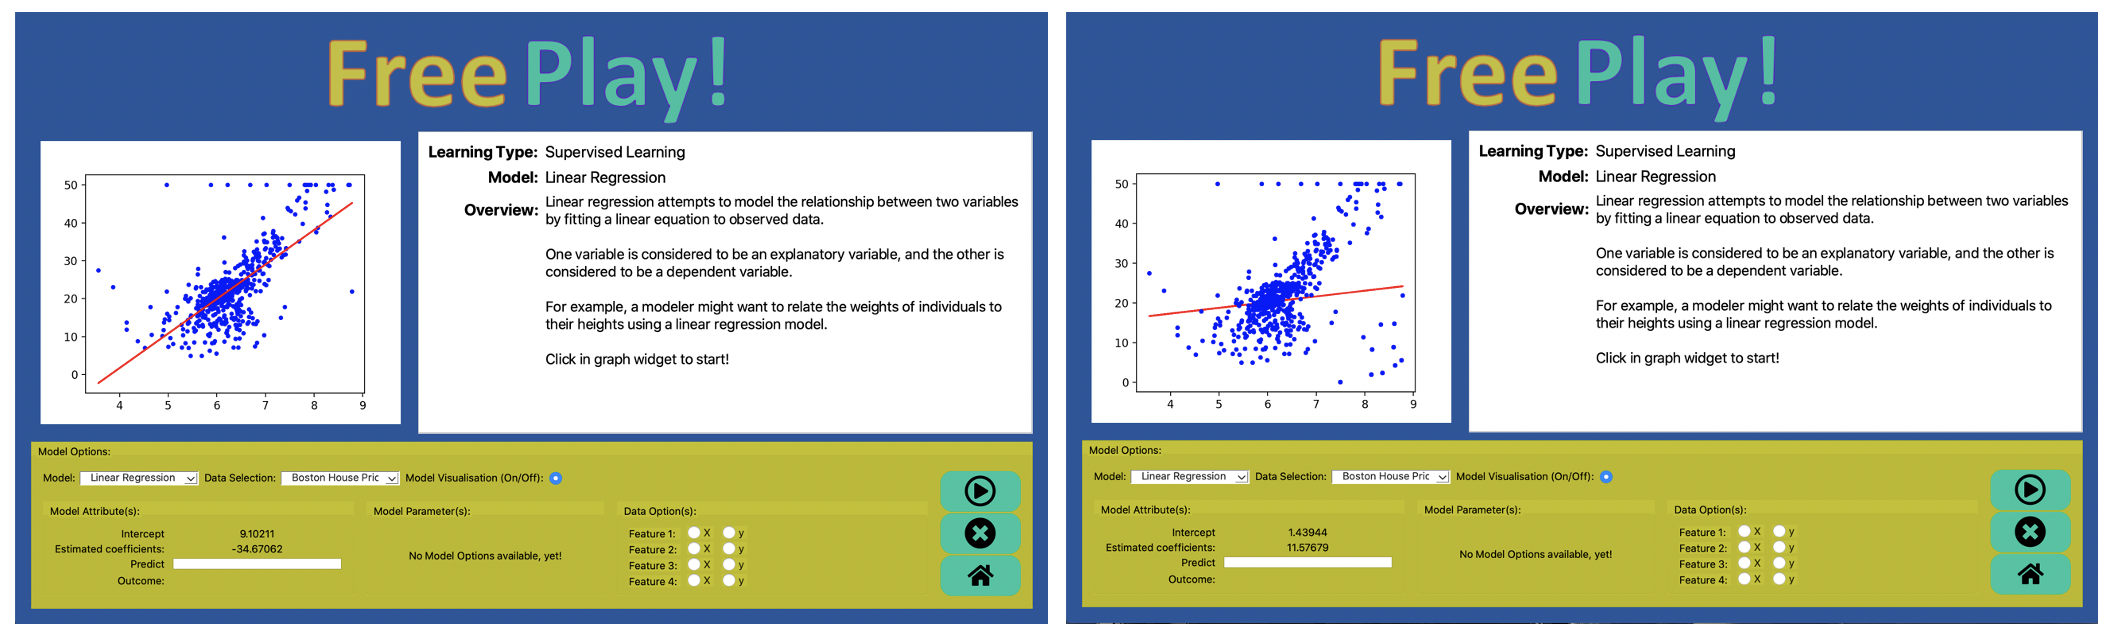 Free Play!
50
40
30
20
10
0
4 5 6 7 8 9
Learning Type: Supervised Learning
Model: Linear Regression
Overview: Linear regression attempts to model the relationship between two variables
by fitting a linear equation to observed data.
One variable is considered to be an explanatory variable, and the other is
considered to be a dependent variable.
For example, a modeler might want to relate the weights of individuals to
their heights using a linear regression model.
Click in graph widget to start!
Model Options:
Model: Linear Regression Data Selection: Boston House Pric Model Visualisation (On/Off):
Model Attribute(s): Model Parameter(s): Data Option(s):
Intercept 9.10211
Estimated coefficients: -34.67062
Predict
Outcome:
No Model Options available, yet!
Feature 1: X y
Feature 2: X y
Feature 3: X y
Feature 4: X y
Free Play!
50
40
30
20
10
0
4 5 6 7 8 9
Learning Type: Supervised Learning
Model: Linear Regression
Overview: Linear regression attempts to model the relationship between two variables
by fitting a linear equation to observed data.
One variable is considered to be an explanatory variable, and the other is
considered to be a dependent variable.
For example, a modeler might want to relate the weights of individuals to
their heights using a linear regression model.
Click in graph widget to start!
Model Options:
Model: Linear Regression Data Selection: Boston House Pric Model Visualisation (On/Off):
Model Attribute(s): Model Parameter(s): Data Option(s):
Intercept 1.43944
Estimated coefficients: 11.57679
Predict
Outcome:
No Model Options available, yet!
Feature 1: X y
Feature 2: X y
Feature 3: X y
Feature 4: X y